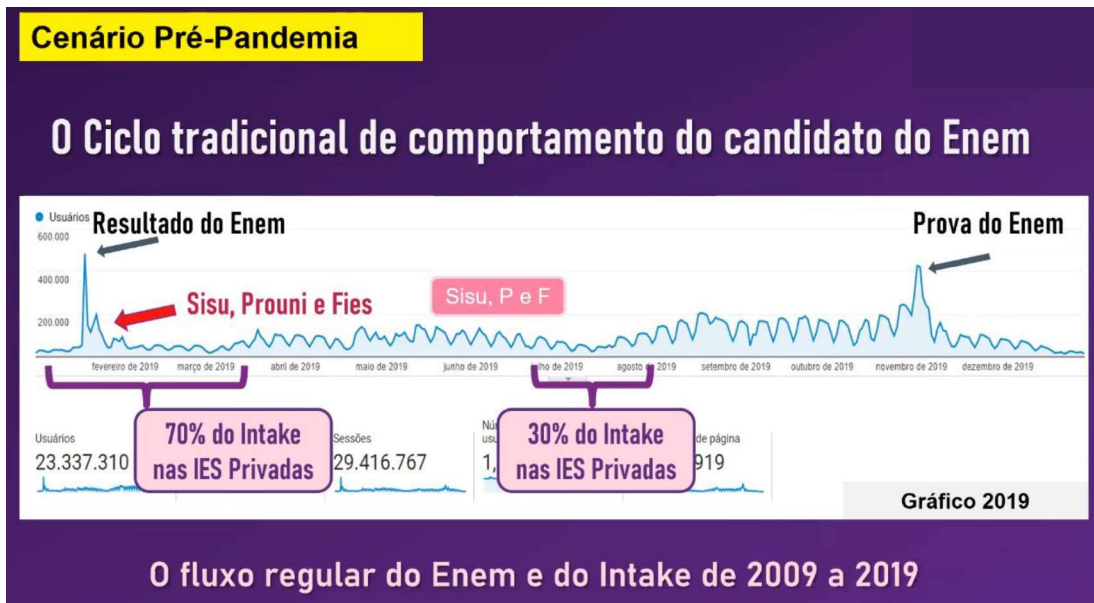 Cenário Pré-Pandemia
O Ciclo tradicional de comportamento do candidato do Enem
Usuários
Resultado do Enem
Prova do Enem
600.000
400.000
200.000
Sisu, Prouni e Fies
Sisu, P e F
fevereiro de 2019 março de 2019 abril de 2019 maio de 2019 junho de 2019 julho de 2019 agosto de 2019 setembro de 2019 outubro de 2019 novembro de 2019 dezembro de 2019
70% do Intake
nas IES Privadas
30% do Intake
nas IES Privadas
Usuários
23.337.310
Sessões
29.416.767
de página
919
Gráfico 2019
O fluxo regular do Enem e do Intake de 2009 a 2019